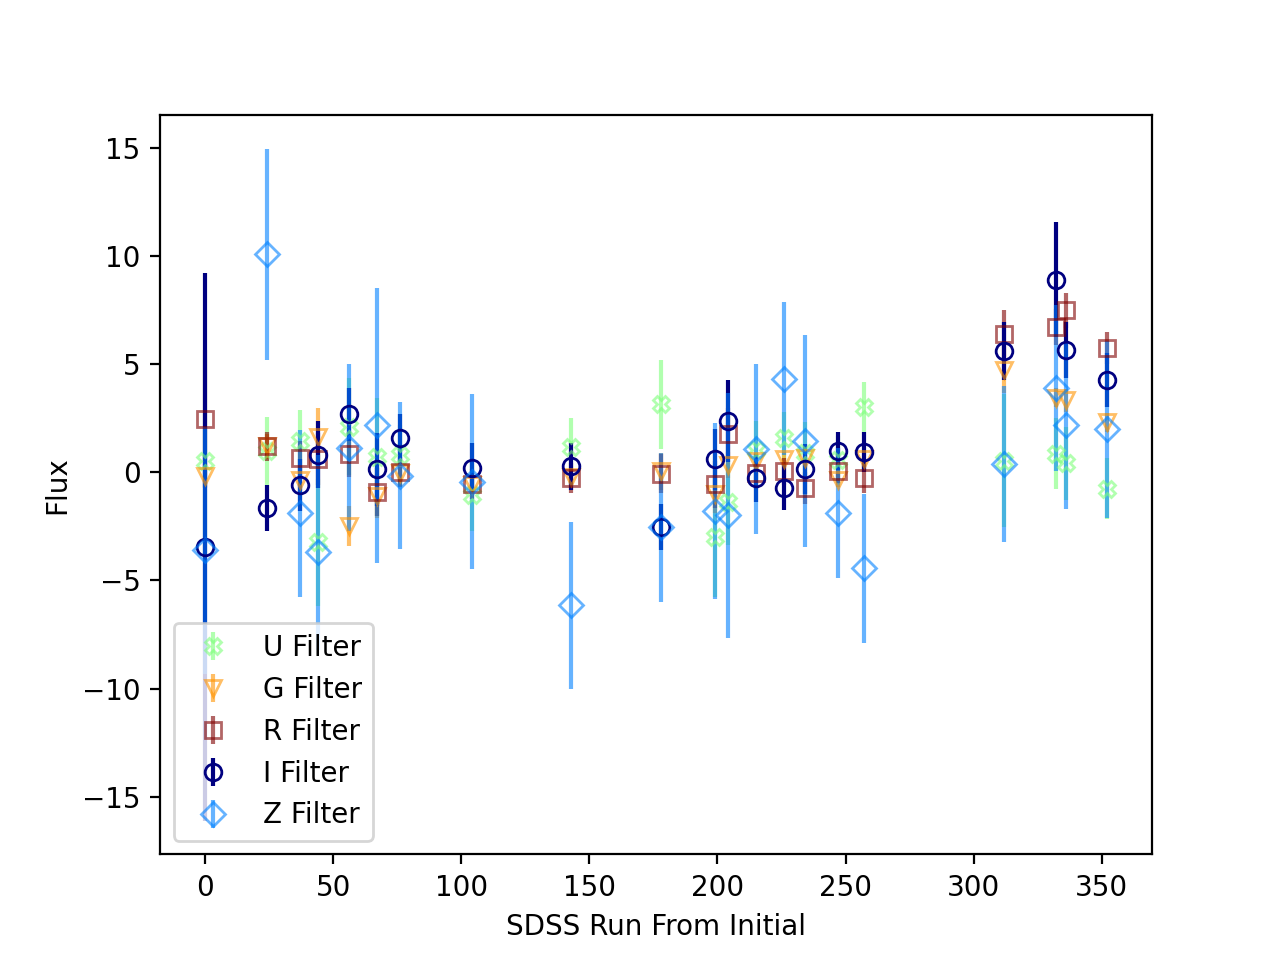 15
10
5
0
−5
−10
−15
Flux
U Filter
G Filter
R Filter
I Filter
Z Filter
0 50 100 150 200 250 300 350
SDSS Run From Initial